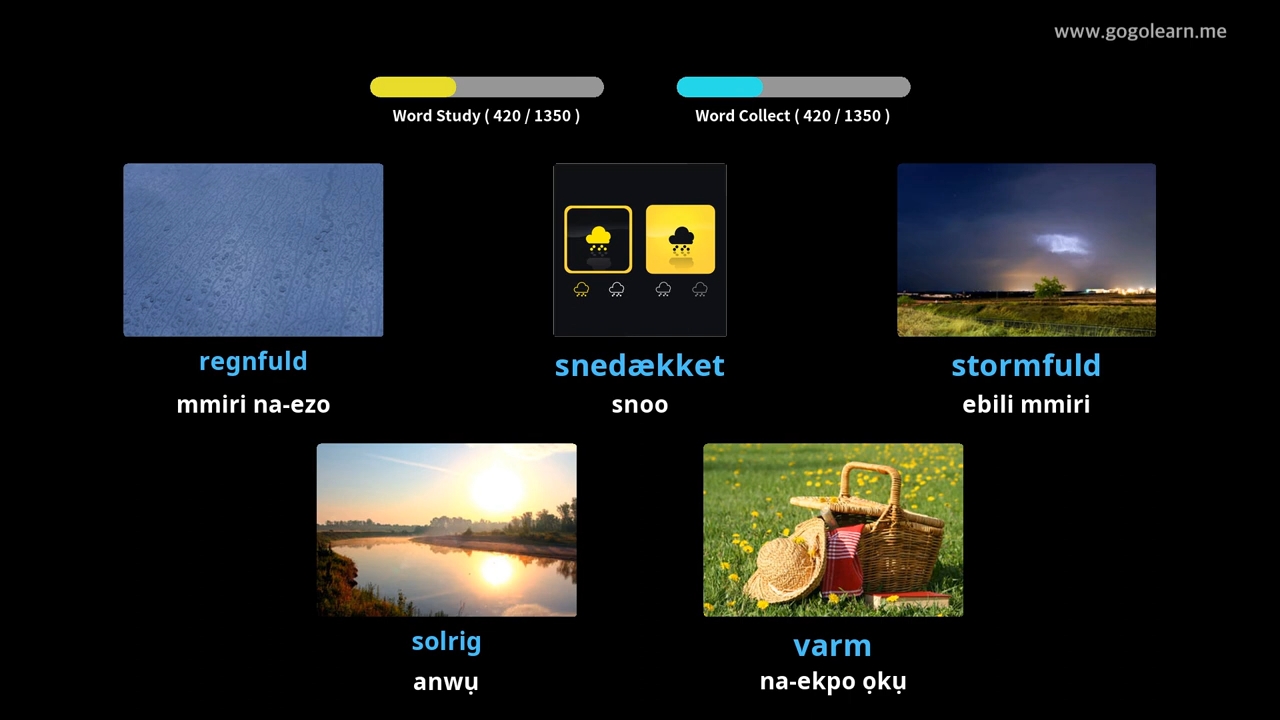 www.gogolearn.me
Word Study ( 420 / 1350 )
Word Collect ( 420 / 1350 )
regnfuld
mmiri na-ezo
snedækket
snoo
stormfuld
ebili mmiri
solrig
anwụ
varm
na-ekpo ọkụ